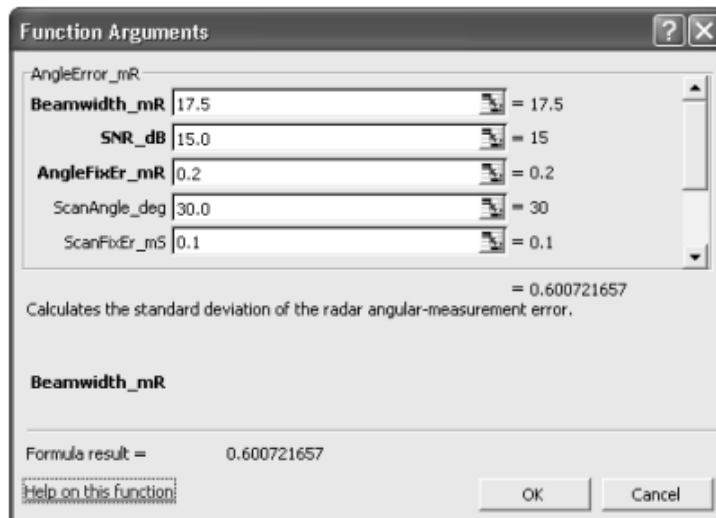 Function Arguments
AngleError_mR
Beamwidth_mR 17.5 = 17.5
SNR_dB 15.0 = 15
AngleFixEr_mR 0.2 = 0.2
ScanAngle_deg 30.0 = 30
ScanFixEr_mS 0.1 = 0.1
= 0.600721657
Calculates the standard deviation of the radar angular-measurement error.
Beamwidth_mR
Formula result = 0.600721657
Help on this function OK Cancel